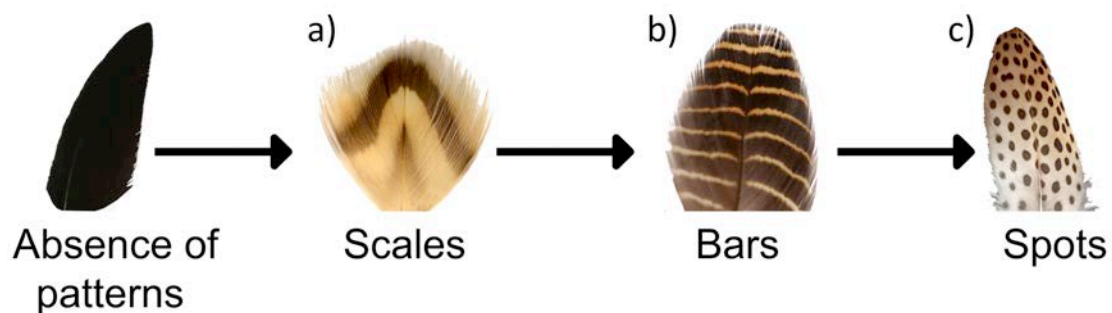 a)
b)
c)
Absence of
patterns
Scales
Bars
Spots